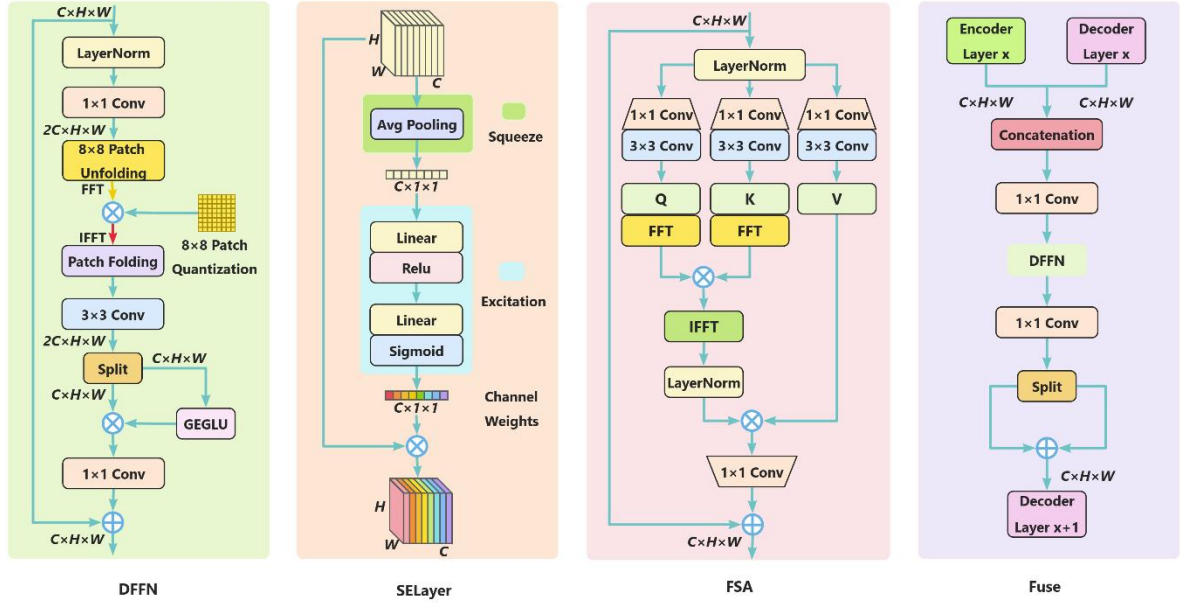 C×H×W
LayerNorm
1×1 Conv
2C×H×W
8×8 Patch
Unfolding
FFT
IFFT
8×8 Patch
Quantization
Patch Folding
3×3 Conv
2C×H×W
Split
C×H×W
C×H×W
GEGLU
1×1 Conv
C×H×W
DFFN
H
W
C
Avg Pooling
Squeeze
C×1×1
Linear
Relu
Excitation
Linear
Sigmoid
C×1×1
Channel
Weights
H
W
C
SELayer
C×H×W
LayerNorm
1×1 Conv
1×1 Conv
1×1 Conv
3×3 Conv
3×3 Conv
3×3 Conv
Q
K
V
FFT
FFT
IFFT
LayerNorm
1×1 Conv
C×H×W
FSA
Encoder
Layer x
Decoder
Layer x
C×H×W
C×H×W
Concatenation
1×1 Conv
DFFN
1×1 Conv
Split
C×H×W
Decoder
Layer x+1
Fuse